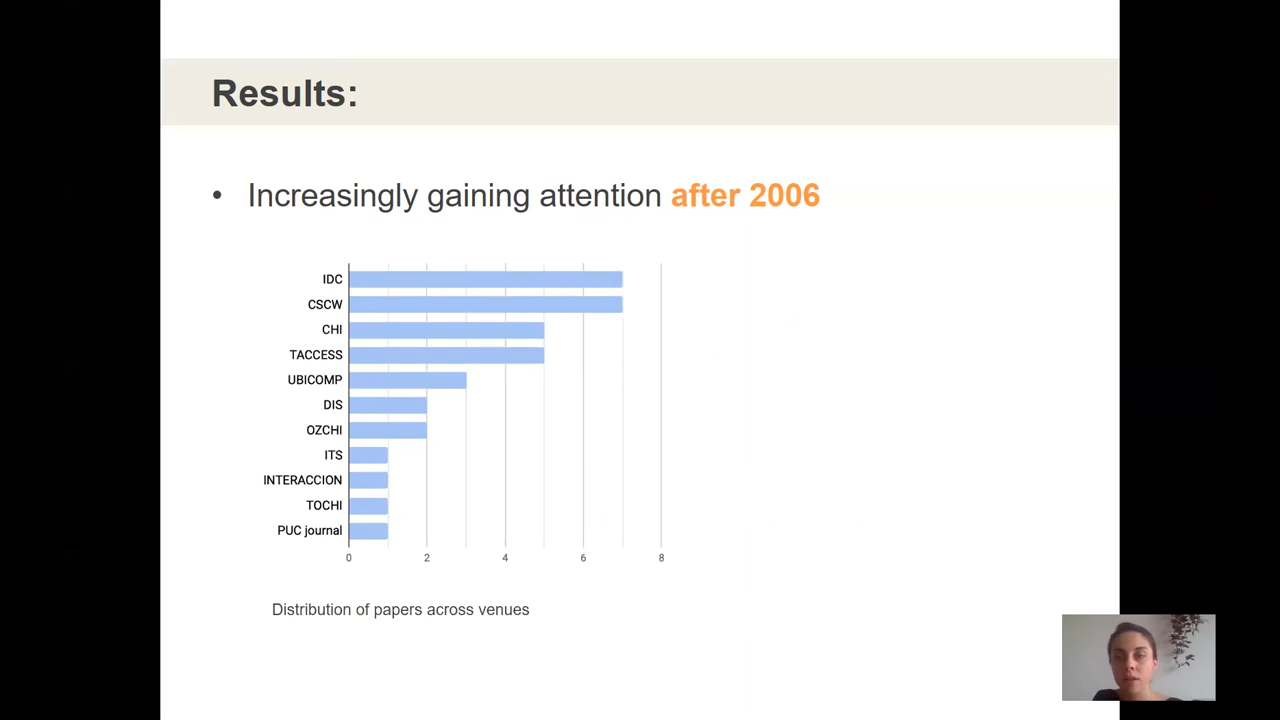 Results:
• Increasingly gaining attention after 2006
IDC
CSCW
CHI
TACCESS
UBICOMP
DIS
OZCHI
ITS
INTERACCION
TOCHI
PUC journal
0 2 4 6 8
Distribution of papers across venues